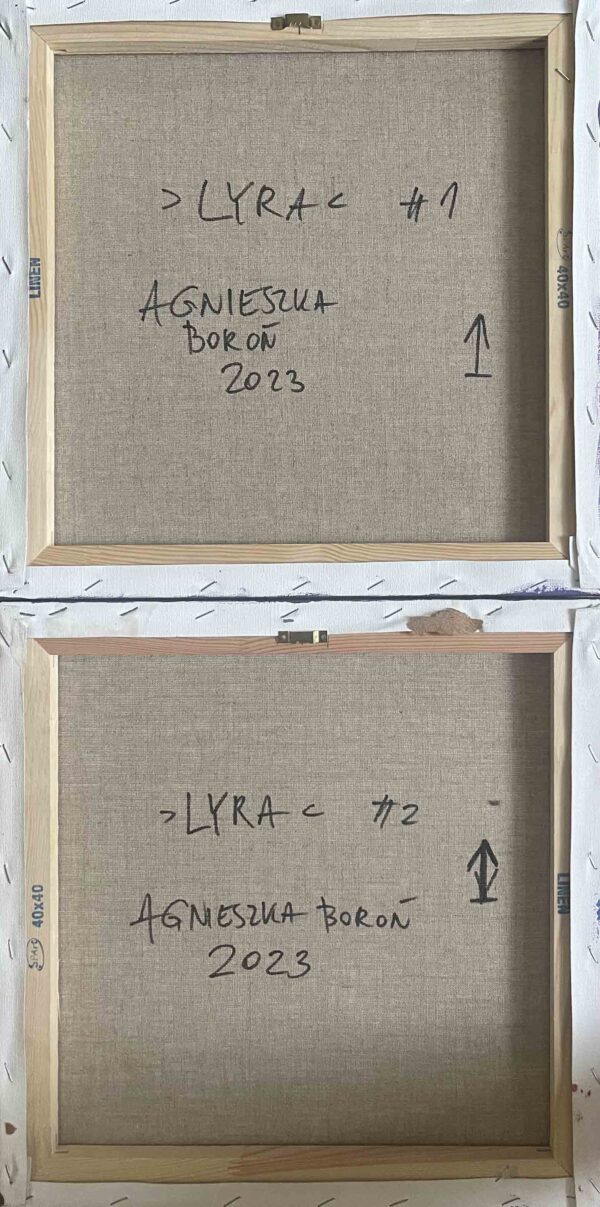 >LYRA< #1
AGNIESZKA
BOROŃ
2023
LINEN
40x40
>LYRA< #2
AGNIESZKA BOROŃ
2023
40x40
LINEN